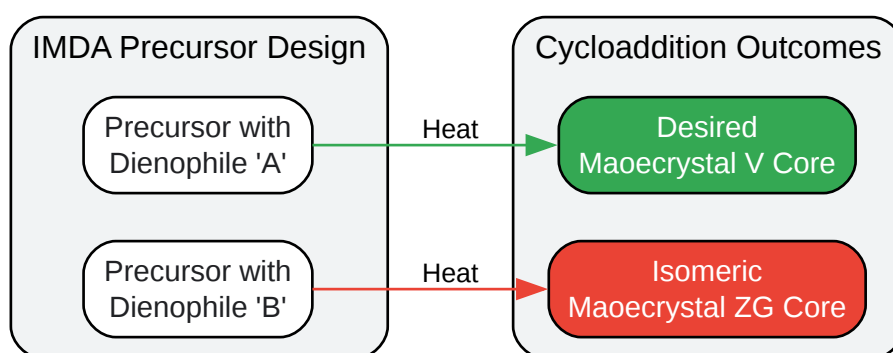 IMDA Precursor Design
Cycloaddition Outcomes
Precursor with
Dienophile 'A'
Heat
Desired
Maoecrystal V Core
Precursor with
Dienophile 'B'
Heat
Isomeric
Maoecrystal ZG Core